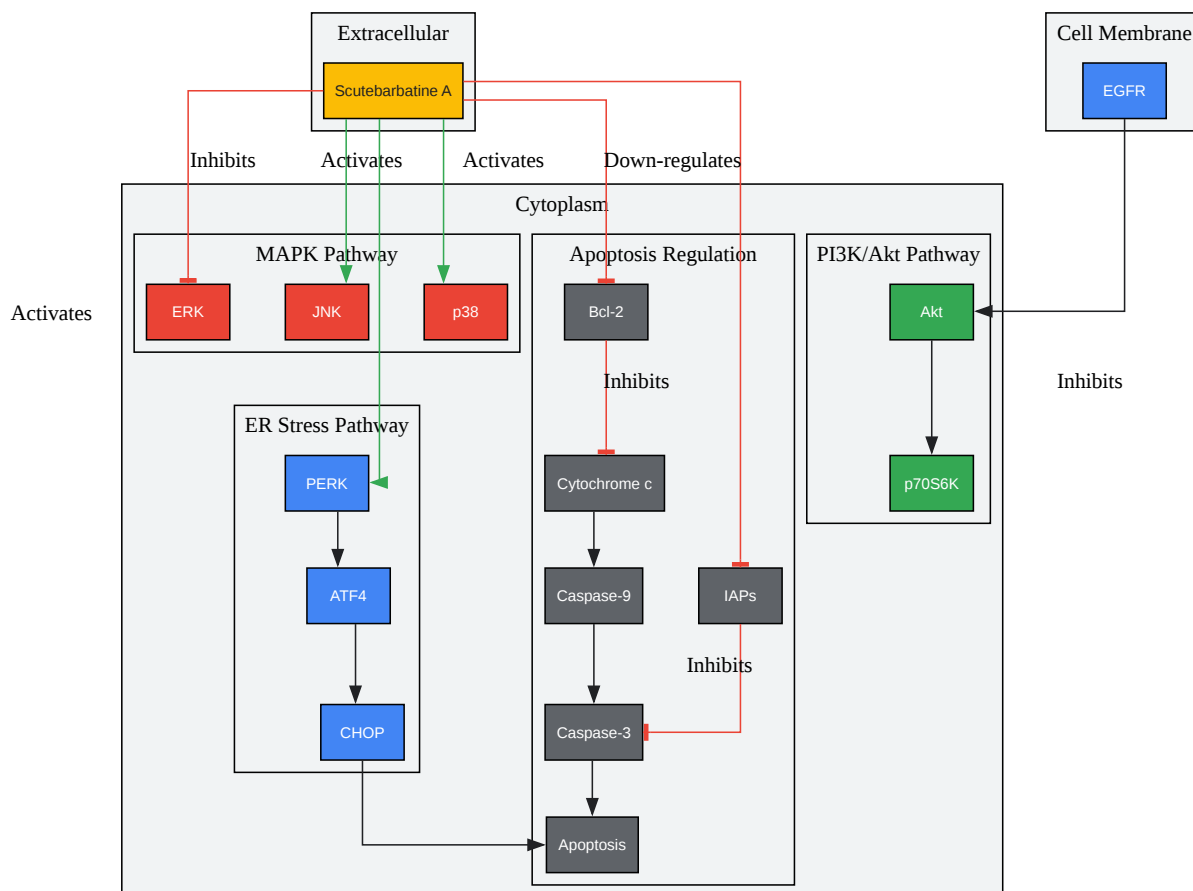 Extracellular
Cell Membrane
Scutebarbatine A
EGFR
Inhibits
Activates
Activates
Down-regulates
Cytoplasm
MAPK Pathway
Apoptosis Regulation
PI3K/Akt Pathway
ERK
JNK
p38
Bcl-2
Akt
Activates
Inhibits
Inhibits
ER Stress Pathway
PERK
Cytochrome c
p70S6K
ATF4
Caspase-9
IAPs
Inhibits
CHOP
Caspase-3
Apoptosis